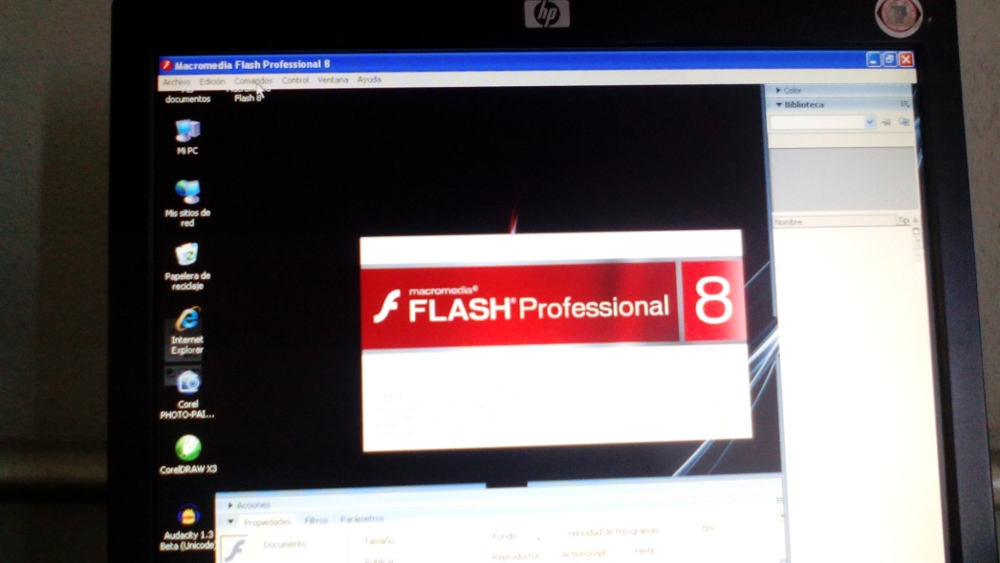 hp
Macromedia Flash Professional 8
Archivo Edición Comandos Control Ventana Ayuda
documentos
Flash 8
Mi PC
Mis sitios de
red
Papelera de
reciclaje
Internet
Explorer
Corel
PHOTO-PAI...
CorelDRAW X3
Audacity 1.3
Beta (Unicode)
macromedia®
FLASH® Professional 8
Color
Biblioteca
Nombre Tipo
Acciones
Propiedades Filtros Parámetros
Documento
Tamaño
Publicar
Fondo:
Velocidad de fotogramas:
fps
Reproductor:
ActionScript:
Perfil: